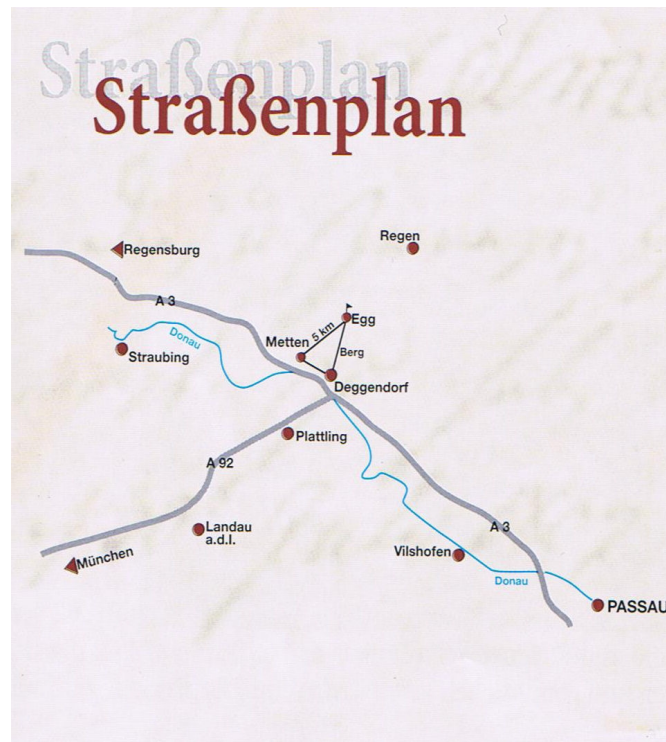 Straßenplan
Straßenplan
Regen
Regensburg
A 3
Egg
5 km
Donau
Metten
Berg
Straubing
Deggendorf
Plattling
A 92
Landau
a.d.I.
A 3
Vilshofen
München
Donau
PASSAU